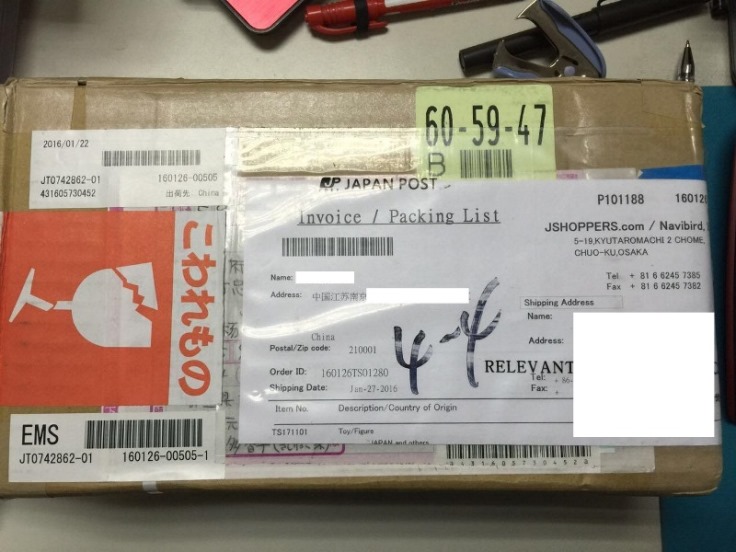 60-59-47
B
2016/01/22
JT0742862-01
160126-00505
431605730452
出荷先 China
こわれもの
EMS
JT0742862-01
160126-00505-1
JP JAPAN POST
Invoice / Packing List
P101188
JSHOPPERS.com / Navibird,
5-19,KYUTAROMACHI 2 CHOME,
CHUO-KU,OSAKA
Tel + 81 6 6245 7385
Fax + 81 6 6245 7382
Name:
Address: 中国江苏南京
China
Postal/Zip code: 210001
Order ID: 160126TS01280
Shipping Date: Jan-27-2016
Shipping Address
Name:
Address:
RELEVANT
Tel: + 86-
Fax: +
Item No. Description/Country of Origin
TS171101 Toy/Figure
JAPAN and others